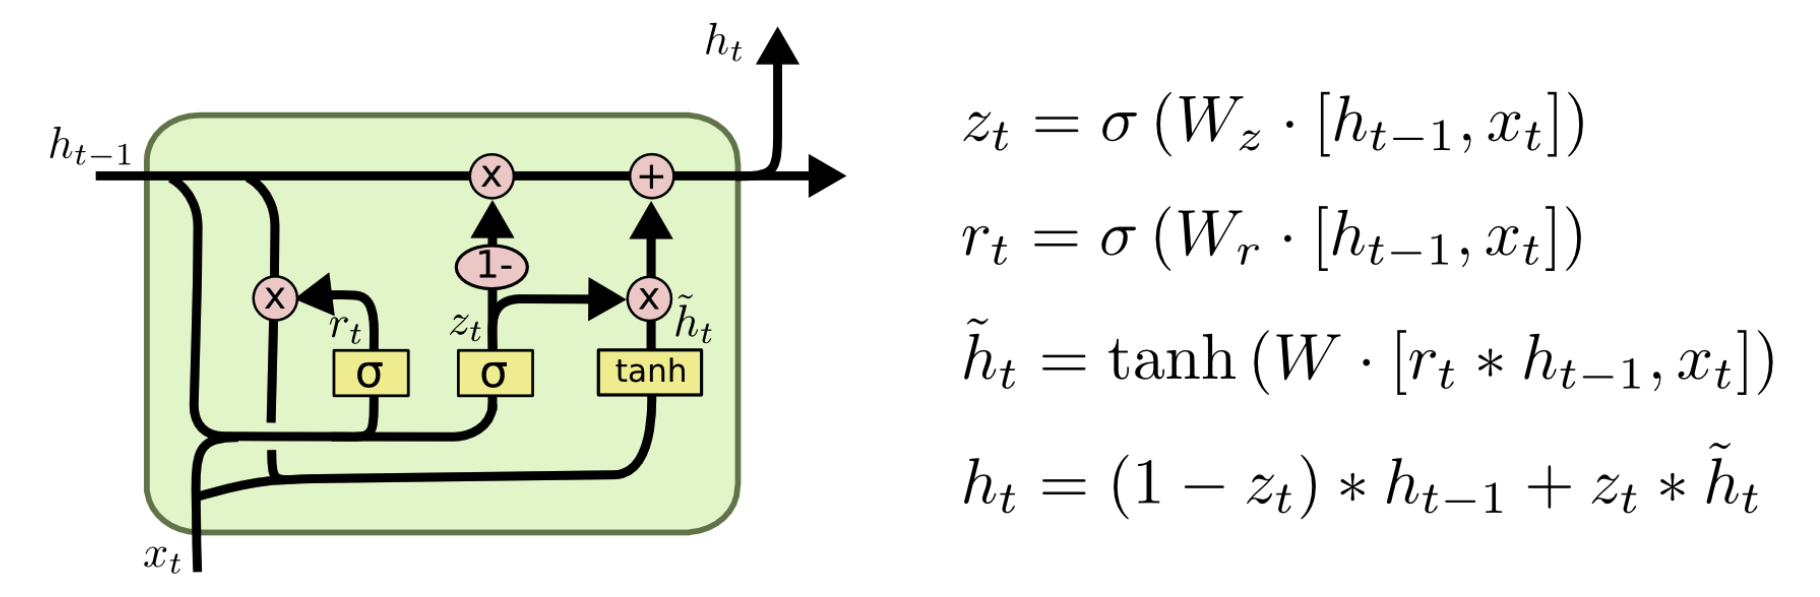 h_t
h_{t-1}
x + 
1-
x x h̃_t
r_t z_t
σ σ tanh
x_t
z_t = σ (W_z · [h_{t-1}, x_t])
r_t = σ (W_r · [h_{t-1}, x_t])
h̃_t = tanh (W · [r_t * h_{t-1}, x_t])
h_t = (1 − z_t) * h_{t-1} + z_t * h̃_t